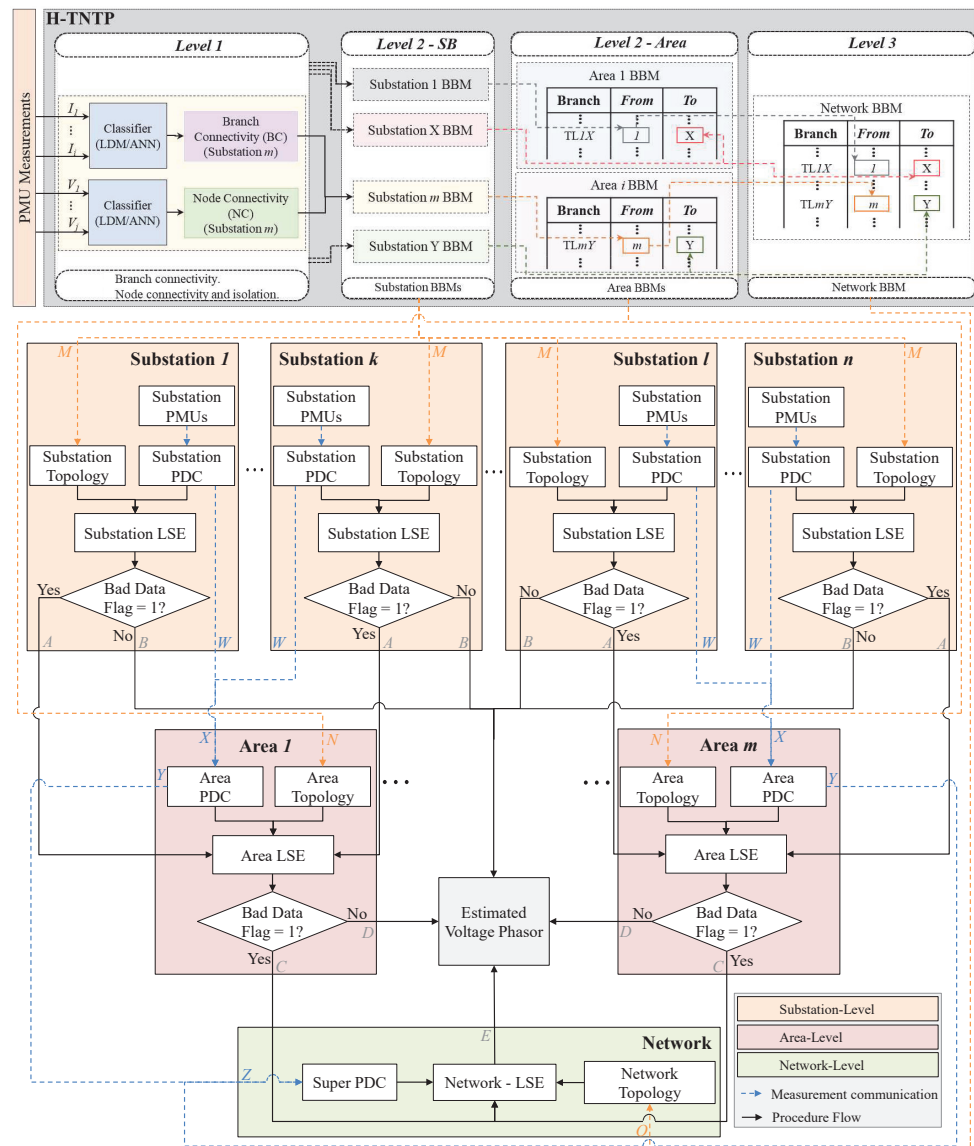 H-TNTP
PMU Measurements
Level 1
I1
⋮
Ii
V1
⋮
Vj
Classifier
(LDM/ANN)
Classifier
(LDM/ANN)
Branch
Connectivity (BC)
(Substation m)
Node Connectivity
(NC)
(Substation m)
Branch connectivity.
Node connectivity and isolation.
Level 2 - SB
Substation 1 BBM
Substation X BBM
Substation m BBM
Substation Y BBM
Substation BBMs
Level 2 - Area
Area 1 BBM
Branch From To
⋮ ⋮ ⋮
TL1X 1 X
⋮ ⋮ ⋮
Area i BBM
Branch From To
⋮ ⋮ ⋮
TLmY m Y
⋮ ⋮ ⋮
Area BBMs
Level 3
Network BBM
Branch From To
⋮ ⋮ ⋮
TL1X 1 X
⋮ ⋮ ⋮
TLmY m Y
⋮ ⋮ ⋮
Network BBM
M
Substation 1
Substation
PMUs
Substation
Topology
Substation
PDC
Substation LSE
Bad Data
Flag = 1?
Yes
No
A
B
W
...
Substation k
M
Substation
PMUs
Substation
PDC
Substation
Topology
Substation LSE
Bad Data
Flag = 1?
No
Yes
W
A
B
...
M
Substation l
Substation
PMUs
Substation
Topology
Substation
PDC
Substation LSE
Bad Data
Flag = 1?
No
Yes
B
A
W
...
Substation n
M
Substation
PMUs
Substation
PDC
Substation
Topology
Substation LSE
Bad Data
Flag = 1?
Yes
No
W
B
A
X
N
Area 1
Y
Area
PDC
Area
Topology
...
Area LSE
Bad Data
Flag = 1?
No
D
Yes
C
Estimated
Voltage Phasor
N
X
Area m
...
Area
Topology
Area
PDC
Y
Area LSE
Bad Data
Flag = 1?
No
D
Yes
C
E
Network
Z
Super PDC
Network - LSE
Network
Topology
O
Substation-Level
Area-Level
Network-Level
Measurement communication
Procedure Flow